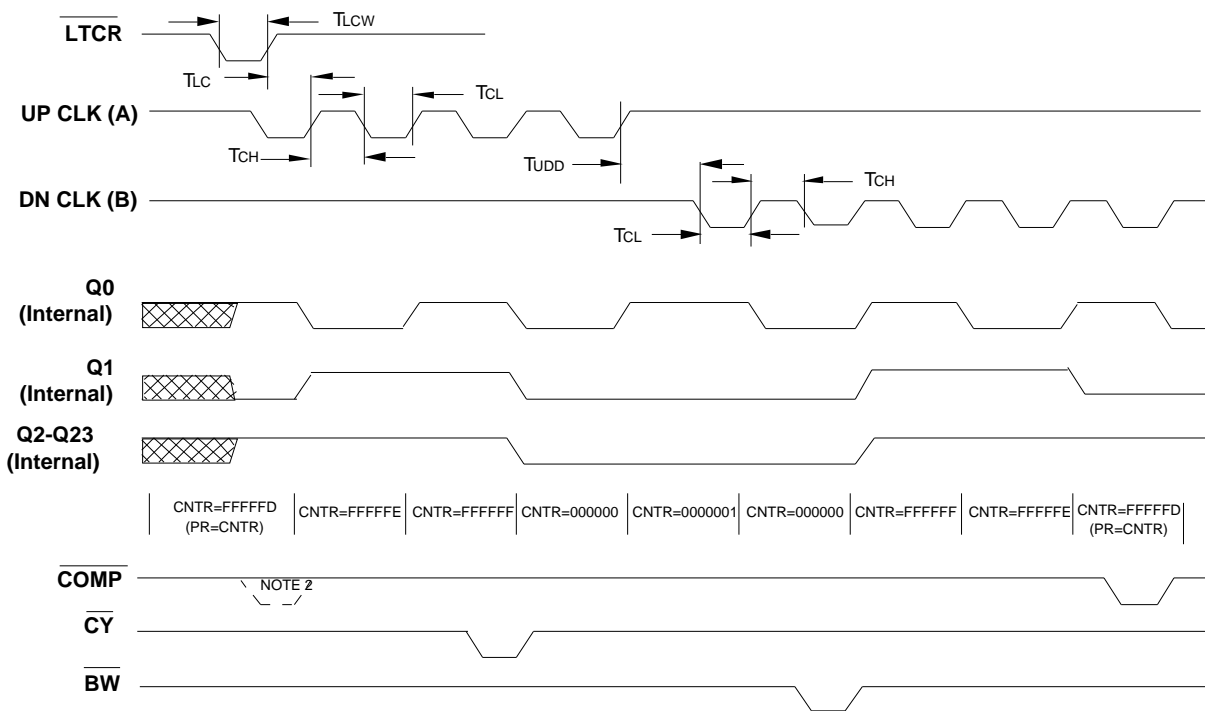 LTCR
TLCW
TLC
UP CLK (A)
TCL
TCH
TUDD
DN CLK (B)
TCH
TCL
Q0
(Internal)
Q1
(Internal)
Q2-Q23
(Internal)
CNTR=FFFFFD
(PR=CNTR)
CNTR=FFFFFE
CNTR=FFFFFF
CNTR=000000
CNTR=0000001
CNTR=000000
CNTR=FFFFFF
CNTR=FFFFFE
CNTR=FFFFFD
(PR=CNTR)
COMP
NOTE 2
CY
BW